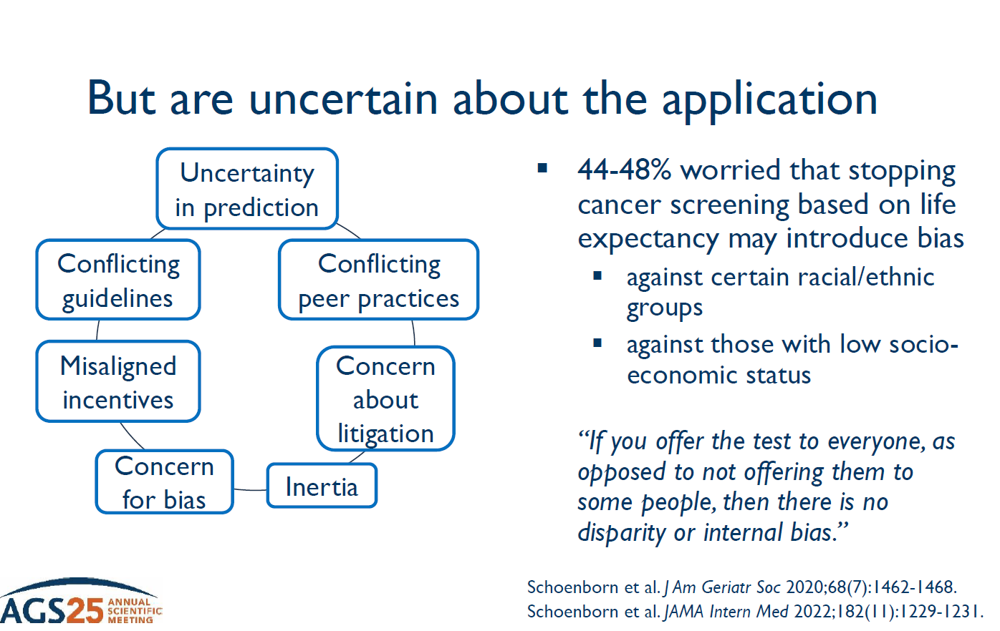 But are uncertain about the application
Uncertainty
in prediction
Conflicting
guidelines
Conflicting
peer practices
Misaligned
incentives
Concern
about
litigation
Concern
for bias
Inertia
▪ 44-48% worried that stopping
cancer screening based on life
expectancy may introduce bias
▪ against certain racial/ethnic
groups
▪ against those with low socio-
economic status
“If you offer the test to everyone, as
opposed to not offering them to
some people, then there is no
disparity or internal bias.”
Schoenborn et al. J Am Geriatr Soc 2020;68(7):1462-1468.
Schoenborn et al. JAMA Intern Med 2022;182(11):1229-1231.
AGS25 ANNUAL
SCIENTIFIC
MEETING